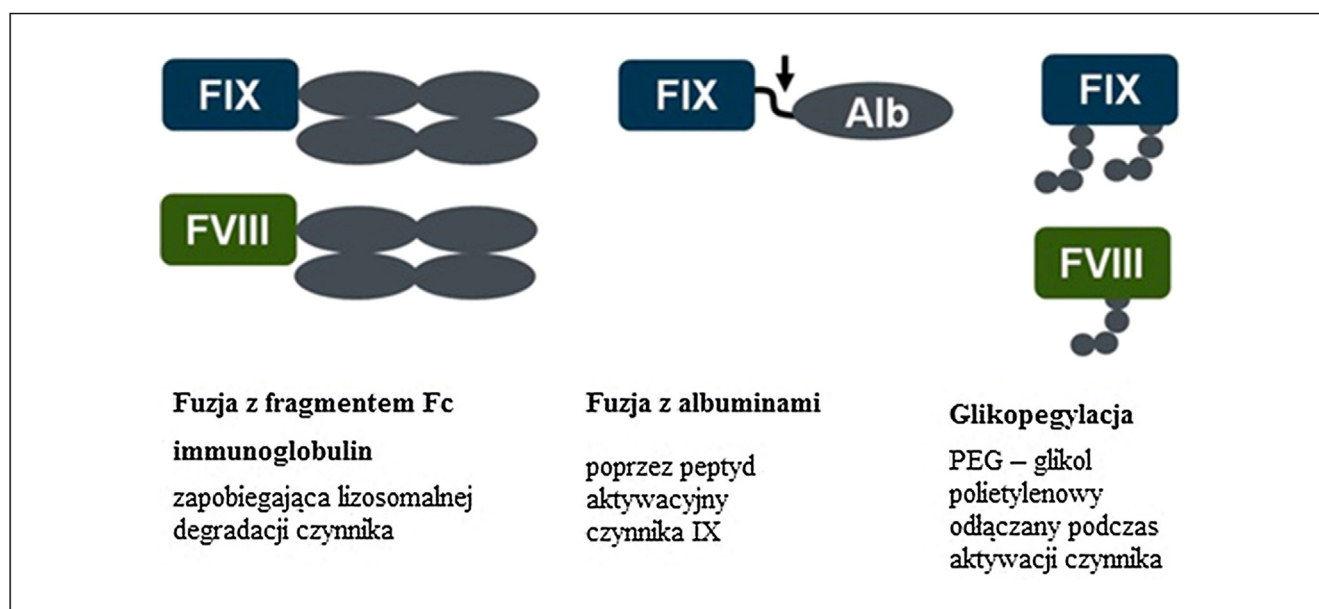 FIX
FVIII
Fuzja z fragmentem Fc
immunoglobulin
zapobiegająca lizosomalnej
degradacji czynnika
FIX
Alb
Fuzja z albuminami
poprzez peptyd
aktywacyjny
czynnika IX
FIX
FVIII
Glikopegylacja
PEG – glikol
polietylenowy
odłączany podczas
aktywacji czynnika